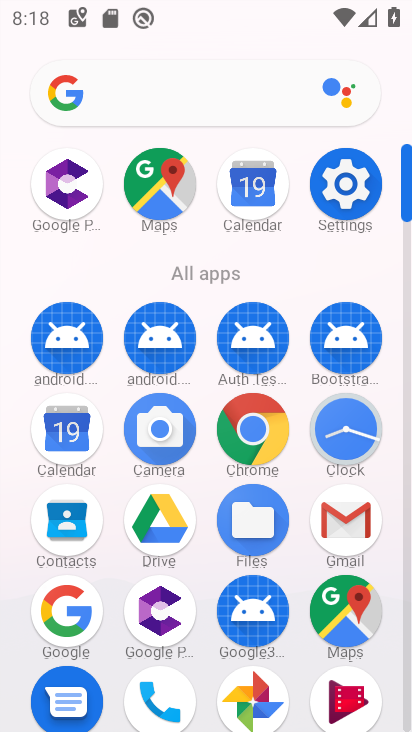 8:18
Google P...
Maps
19
Calendar
Settings
All apps
android....
android....
Auth Tes...
Bootstra...
19
Calendar
Camera
Chrome
Clock
Contacts
Drive
Files
Gmail
Google
Google P...
Google3...
Maps